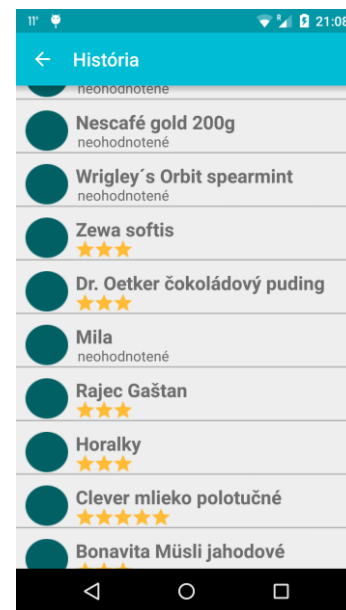 11°
R
21:08
História
neohodnotené
Nescafé gold 200g
neohodnotené
Wrigley´s Orbit spearmint
neohodnotené
Zewa softis
Dr. Oetker čokoládový puding
Mila
neohodnotené
Rajec Gaštan
Horalky
Clever mlieko polotučné
Bonavita Müsli jahodové